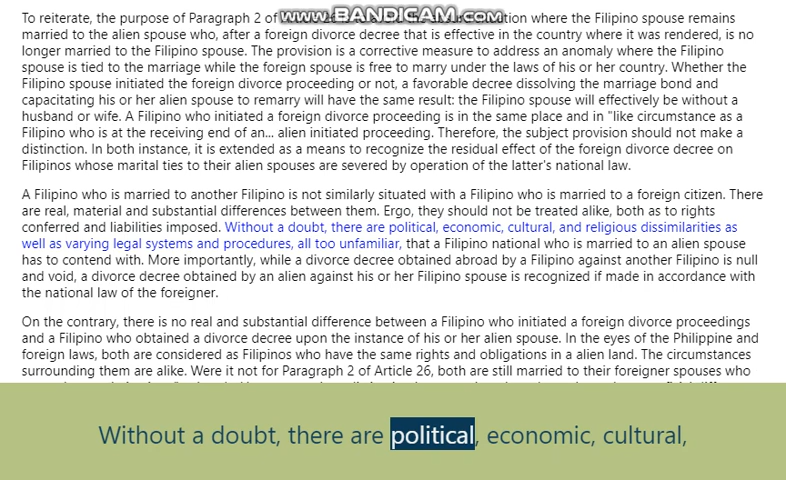 www.BANDICAM.com
To reiterate, the purpose of Paragraph 2 of where the Filipino spouse remains
married to the alien spouse who, after a foreign divorce decree that is effective in the country where it was rendered, is no
longer married to the Filipino spouse. The provision is a corrective measure to address an anomaly where the Filipino
spouse is tied to the marriage while the foreign spouse is free to marry under the laws of his or her country. Whether the
Filipino spouse initiated the foreign divorce proceeding or not, a favorable decree dissolving the marriage bond and
capacitating his or her alien spouse to remarry will have the same result: the Filipino spouse will effectively be without a
husband or wife. A Filipino who initiated a foreign divorce proceeding is in the same place and in "like circumstance as a
Filipino who is at the receiving end of an... alien initiated proceeding. Therefore, the subject provision should not make a
distinction. In both instance, it is extended as a means to recognize the residual effect of the foreign divorce decree on
Filipinos whose marital ties to their alien spouses are severed by operation of the latter's national law.
A Filipino who is married to another Filipino is not similarly situated with a Filipino who is married to a foreign citizen. There
are real, material and substantial differences between them. Ergo, they should not be treated alike, both as to rights
conferred and liabilities imposed. Without a doubt, there are political, economic, cultural, and religious dissimilarities as
well as varying legal systems and procedures, all too unfamiliar, that a Filipino national who is married to an alien spouse
has to contend with. More importantly, while a divorce decree obtained abroad by a Filipino against another Filipino is null
and void, a divorce decree obtained by an alien against his or her Filipino spouse is recognized if made in accordance with
the national law of the foreigner.
On the contrary, there is no real and substantial difference between a Filipino who initiated a foreign divorce proceedings
and a Filipino who obtained a divorce decree upon the instance of his or her alien spouse. In the eyes of the Philippine and
foreign laws, both are considered as Filipinos who have the same rights and obligations in a alien land. The circumstances
surrounding them are alike. Were it not for Paragraph 2 of Article 26, both are still married to their foreigner spouses who
Without a doubt, there are political, economic, cultural,